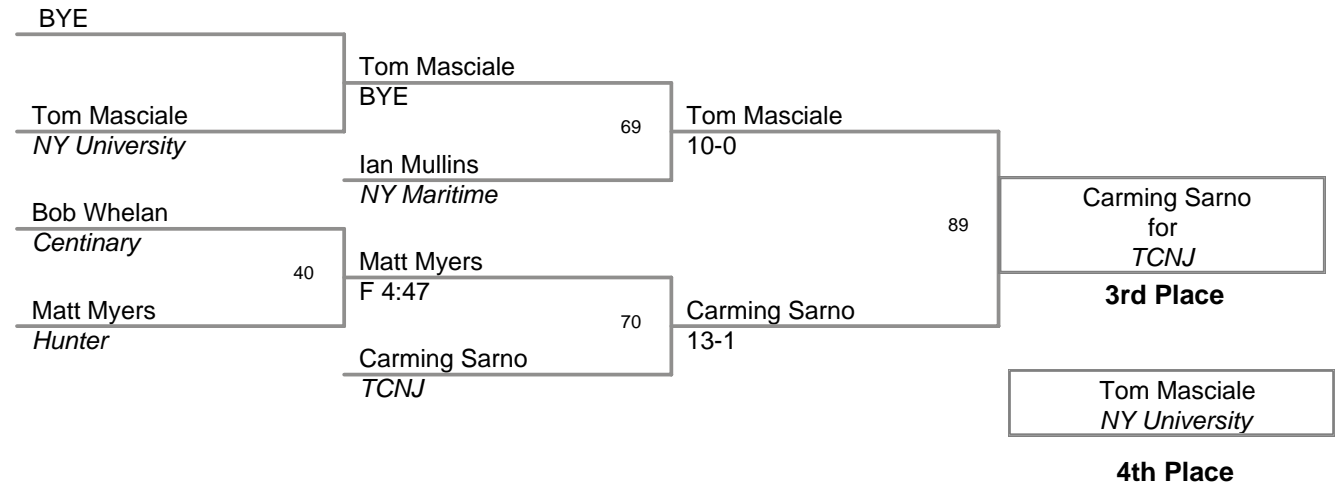 BYE
Tom Masciale
BYE
Tom Masciale
NY University
69
Tom Masciale
10-0
Ian Mullins
NY Maritime
Bob Whelan
Centinary
40
Matt Myers
F 4:47
Matt Myers
Hunter
70
Carming Sarno
13-1
Carming Sarno
TCNJ
89
Carming Sarno
for
TCNJ
3rd Place
Tom Masciale
NY University
4th Place